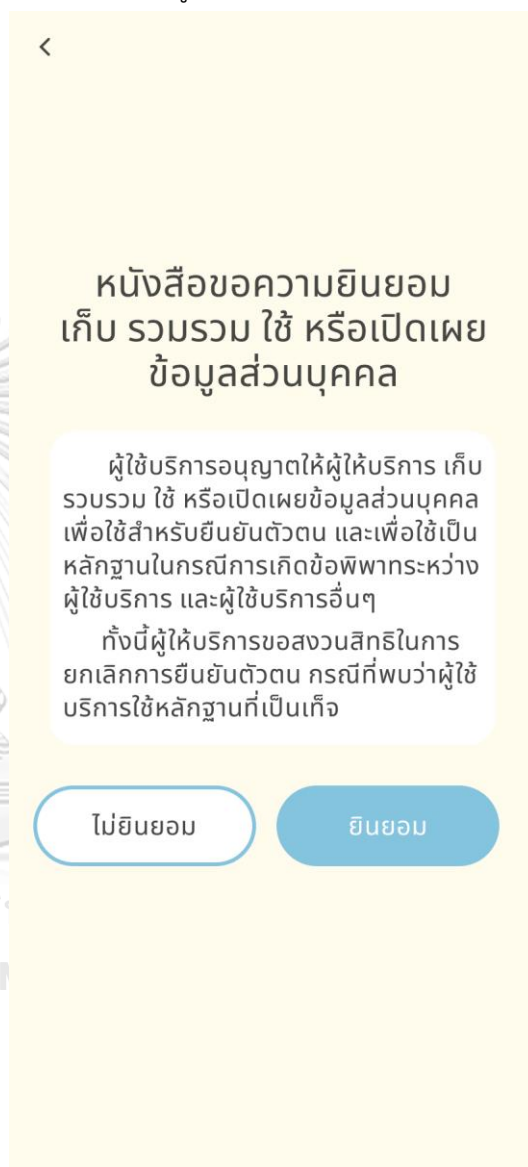 หนังสือขอความยินยอม
เก็บ รวมรวม ใช้ หรือเปิดเผย
ข้อมูลส่วนบุคคล
ผู้ใช้บริการอนุญาตให้ผู้ให้บริการ เก็บ
รวบรวม ใช้ หรือเปิดเผยข้อมูลส่วนบุคคล
เพื่อใช้สำหรับยืนยันตัวตน และเพื่อใช้เป็น
หลักฐานในกรณีการเกิดข้อพิพาทระหว่าง
ผู้ใช้บริการ และผู้ใช้บริการอื่นๆ
ทั้งนี้ผู้ให้บริการขอสงวนสิทธิในการ
ยกเลิกการยืนยันตัวตน กรณีที่พบว่าผู้ใช้
บริการใช้หลักฐานที่เป็นเท็จ
ไม่ยินยอม
ยินยอม